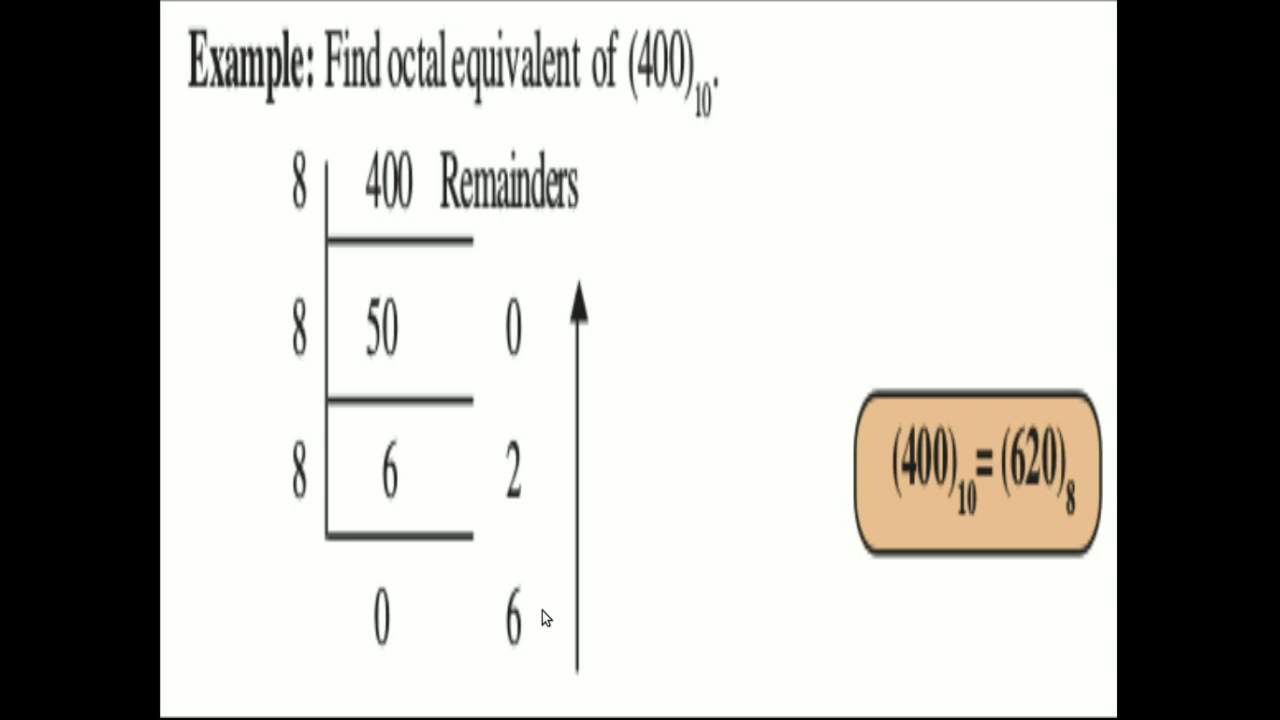 Example: Find octal equivalent of (400)10.
8 400 Remainders
8 50 0
8 6 2
0 6
(400)10 = (620)8